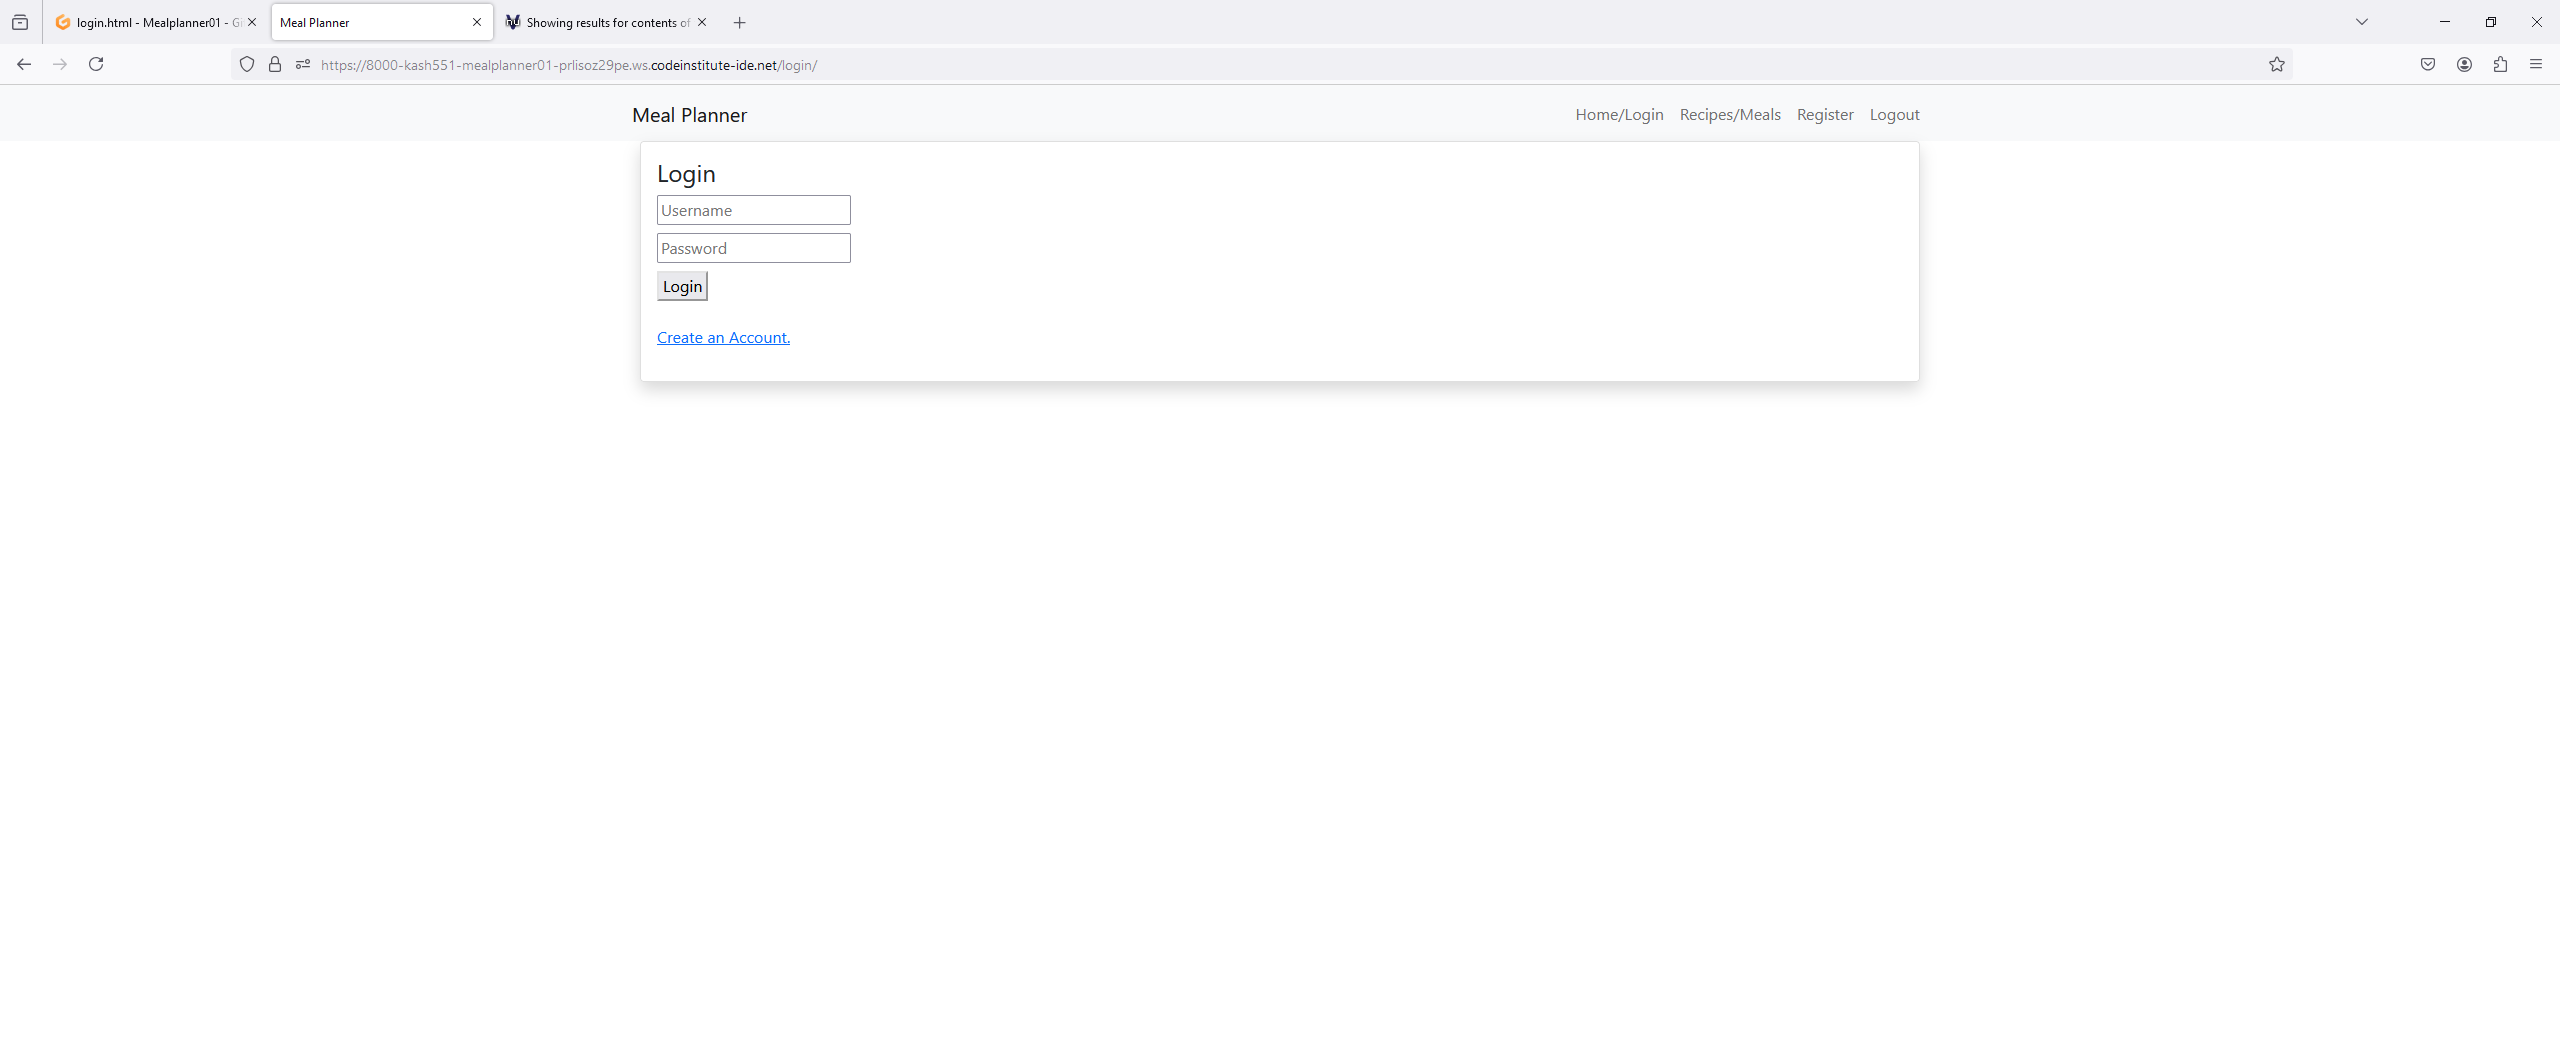 login.html - Mealplanner01 - Gi
Meal Planner
Showing results for contents of
https://8000-kash551-mealplanner01-prlisoz29pe.ws.codeinstitute-ide.net/login/
Meal Planner
Home/Login
Recipes/Meals
Register
Logout
Login
Username
Password
Login
Create an Account.